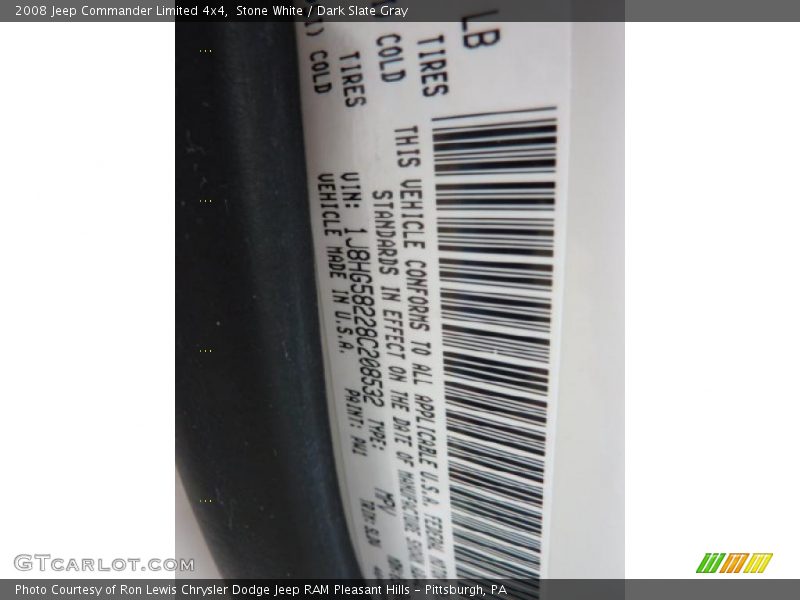 2008 Jeep Commander Limited 4x4,  Stone White / Dark Slate Gray
LB
TIRES
COLD
TIRES
COLD
THIS VEHICLE CONFORMS TO ALL APPLICABLE U.S.A. FEDERAL
STANDARDS IN EFFECT ON THE DATE OF MANUFACTURE
VIN: 1J8HG58228C208532 TYPE: MPV
VEHICLE MADE IN U.S.A. PAINT: PW1 TRIM:
GTCarLot.com
Photo Courtesy of Ron Lewis Chrysler Dodge Jeep RAM Pleasant Hills - Pittsburgh, PA